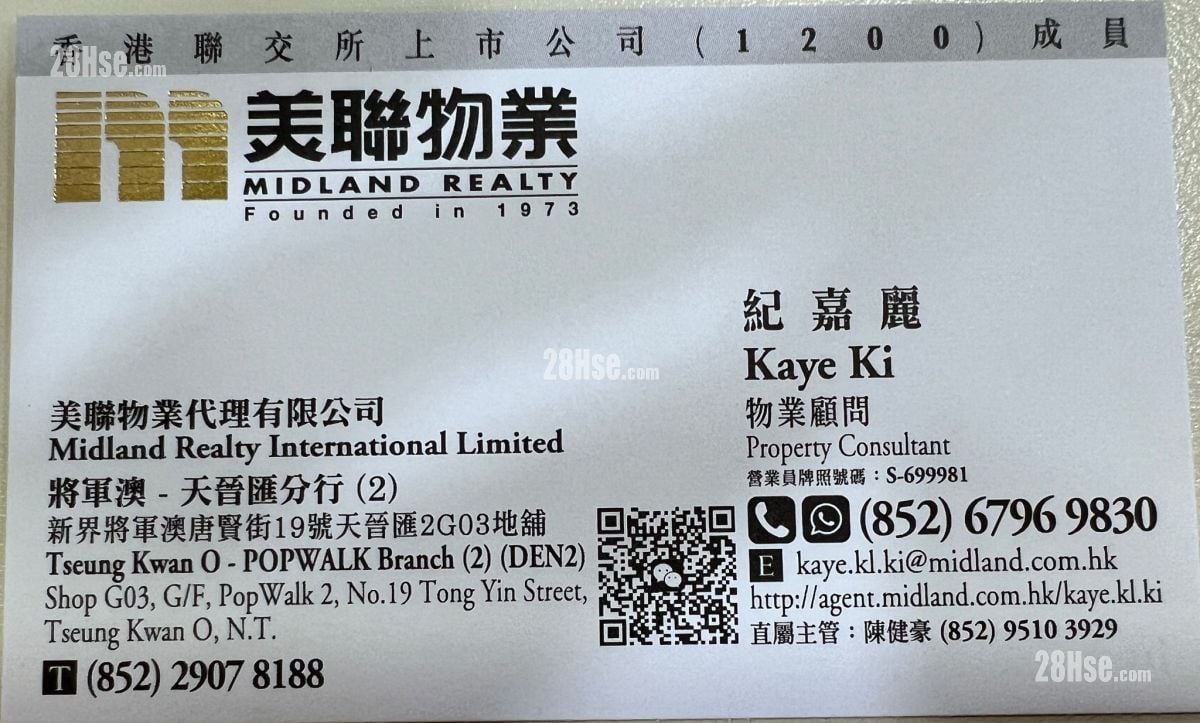 香港聯交所上市公司(1200)成員
28Hse.com
美聯物業
MIDLAND REALTY
Founded in 1973
紀嘉麗
Kaye Ki
28Hse.com
物業顧問
Property Consultant
營業員牌照號碼：S-699981
(852) 6796 9830
E kaye.kl.ki@midland.com.hk
http://agent.midland.com.hk/kaye.kl.ki
直屬主管：陳健豪 (852) 9510 3929
美聯物業代理有限公司
Midland Realty International Limited
將軍澳 - 天晉匯分行 (2)
新界將軍澳唐賢街19號天晉匯2G03地舖
Tseung Kwan O - POPWALK Branch (2) (DEN2)
Shop G03, G/F, PopWalk 2, No.19 Tong Yin Street,
Tseung Kwan O, N.T.
T (852) 2907 8188
28Hse.com